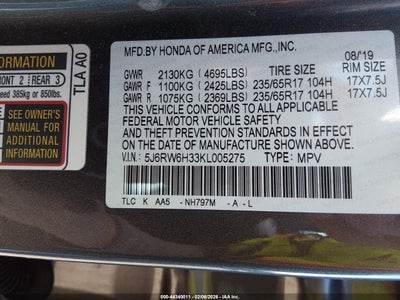 INFORMATION
FRONT 2 REAR 3
eed 385kg or 850lbs.
SEE OWNER'S
MANUAL FOR
ADDITIONAL
INFORMATION
TLA A0
MFD.BY HONDA OF AMERICA MFG.,INC. 08/19
GVWR 2130KG (4695LBS) TIRE SIZE RIM SIZE
GAWR F 1100KG (2425LBS) 235/65R17 104H 17X7.5J
GAWR R 1075KG (2369LBS) 235/65R17 104H 17X7.5J
THIS VEHICLE CONFORMS TO ALL APPLICABLE
FEDERAL MOTOR VEHICLE SAFETY
AND THEFT PREVENTION STANDARDS IN EFFECT
ON THE DATE OF MANUFACTURE SHOWN ABOVE.
V.I.N.: 5J6RW6H33KL005275 TYPE: MPV
TLC K AA5 -NH797M -A-L
000-44340011 - 02/06/2026 - © IAA, Inc.